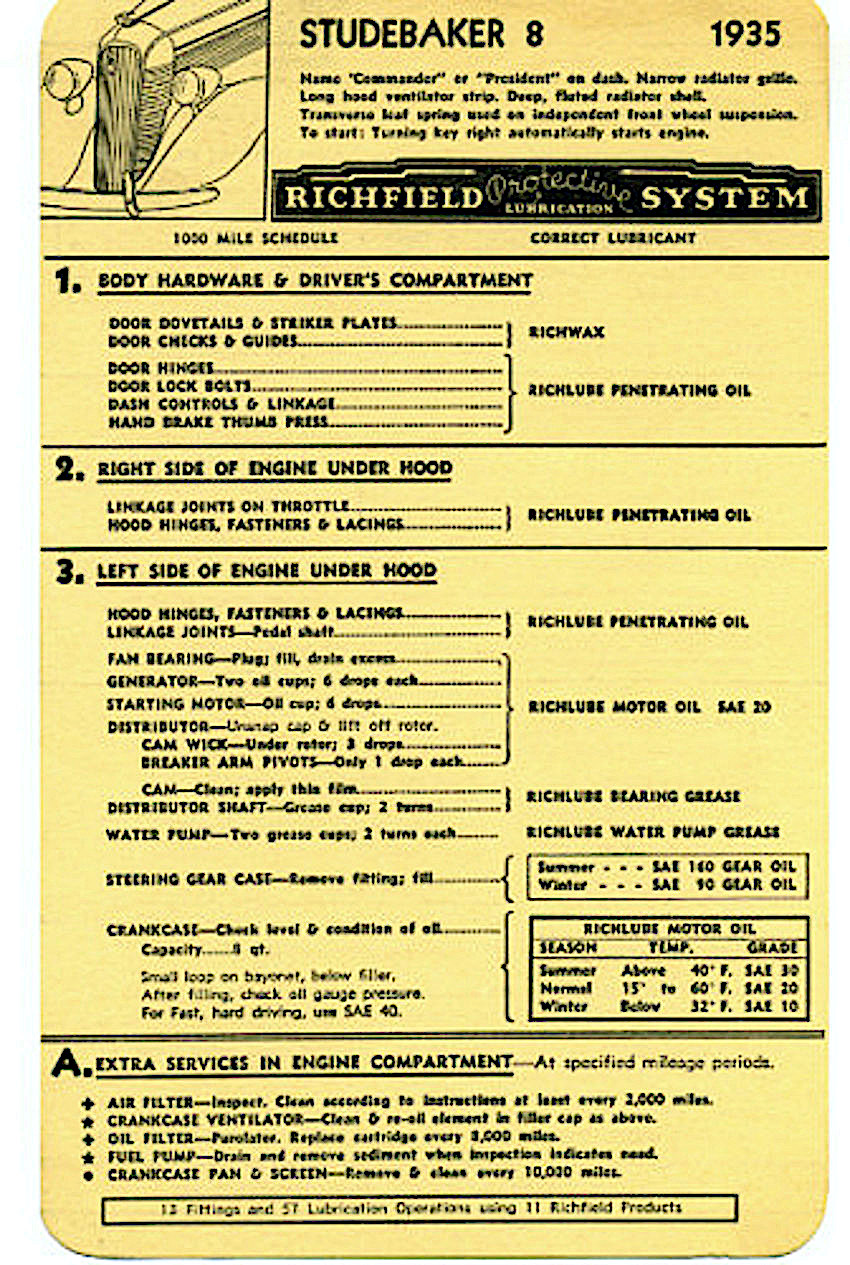 STUDEBAKER 8 1935
Name "Commander" or "President" on dash. Narrow radiator grille.
Long hood ventilator strip. Deep, fluted radiator shell.
Transverse leaf spring used on independent front wheel suspension.
To start: Turning key right automatically starts engine.
RICHFIELD Protective LUBRICATION SYSTEM
1000 MILE SCHEDULE CORRECT LUBRICANT
1. BODY HARDWARE & DRIVER'S COMPARTMENT
DOOR DOVETAILS & STRIKER PLATES
DOOR CHECKS & GUIDES
RICHWAX
DOOR HINGES
DOOR LOCK BOLTS
DASH CONTROLS & LINKAGE
HAND BRAKE THUMB PRESS
RICHLUBE PENETRATING OIL
2. RIGHT SIDE OF ENGINE UNDER HOOD
LINKAGE JOINTS ON THROTTLE
HOOD HINGES, FASTENERS & LACINGS
RICHLUBE PENETRATING OIL
3. LEFT SIDE OF ENGINE UNDER HOOD
HOOD HINGES, FASTENERS & LACINGS
LINKAGE JOINTS—Pedal shaft
RICHLUBE PENETRATING OIL
FAN BEARING—Plug; fill, drain excess
GENERATOR—Two oil cups; 6 drops each
STARTING MOTOR—Oil cup; 6 drops
DISTRIBUTOR—Unsnap cap & lift off rotor.
CAM WICK—Under rotor; 3 drops
BREAKER ARM PIVOTS—Only 1 drop each
RICHLUBE MOTOR OIL SAE 20
CAM—Clean; apply thin film
DISTRIBUTOR SHAFT—Grease cup; 2 turns
RICHLUBE BEARING GREASE
WATER PUMP—Two grease cups; 2 turns each RICHLUBE WATER PUMP GREASE
STEERING GEAR CASE—Remove fitting; fill
Summer - - - SAE 160 GEAR OIL
Winter - - - SAE 90 GEAR OIL
CRANKCASE—Check level & condition of oil
Capacity......8 qt.
Small loop on bayonet, below filler.
After filling, check oil gauge pressure.
For Fast, hard driving, use SAE 40.
RICHLUBE MOTOR OIL
SEASON TEMP. GRADE
Summer Above 40° F. SAE 30
Normal 15° to 60° F. SAE 20
Winter Below 32° F. SAE 10
A. EXTRA SERVICES IN ENGINE COMPARTMENT—At specified mileage periods.
✚ AIR FILTER—Inspect. Clean according to instructions at least every 2,000 miles.
★ CRANKCASE VENTILATOR—Clean & re-oil element in filler cap as above.
✚ OIL FILTER—Purolator. Replace cartridge every 8,000 miles.
★ FUEL PUMP—Drain and remove sediment when inspection indicates need.
● CRANKCASE PAN & SCREEN—Remove & clean every 10,000 miles.
13 Fittings and 57 Lubrication Operations using 11 Richfield Products